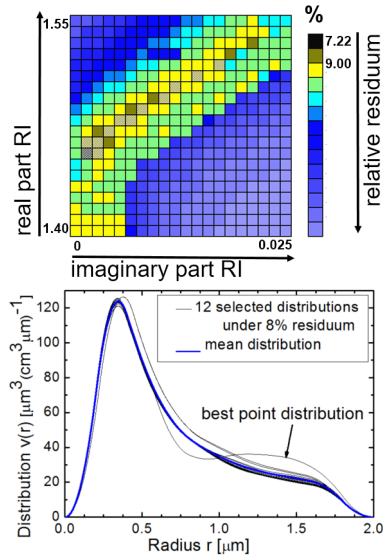 %
1.55
7.22
9.00
real part RI
relative residuum
1.40
0
0.025
imaginary part RI
Distribution v(r) [µm³(cm³µm)-1]
120
100
80
60
40
20
0
12 selected distributions
under 8% residuum
mean distribution
best point distribution
0.0
0.5
1.0
1.5
2.0
Radius r [µm]